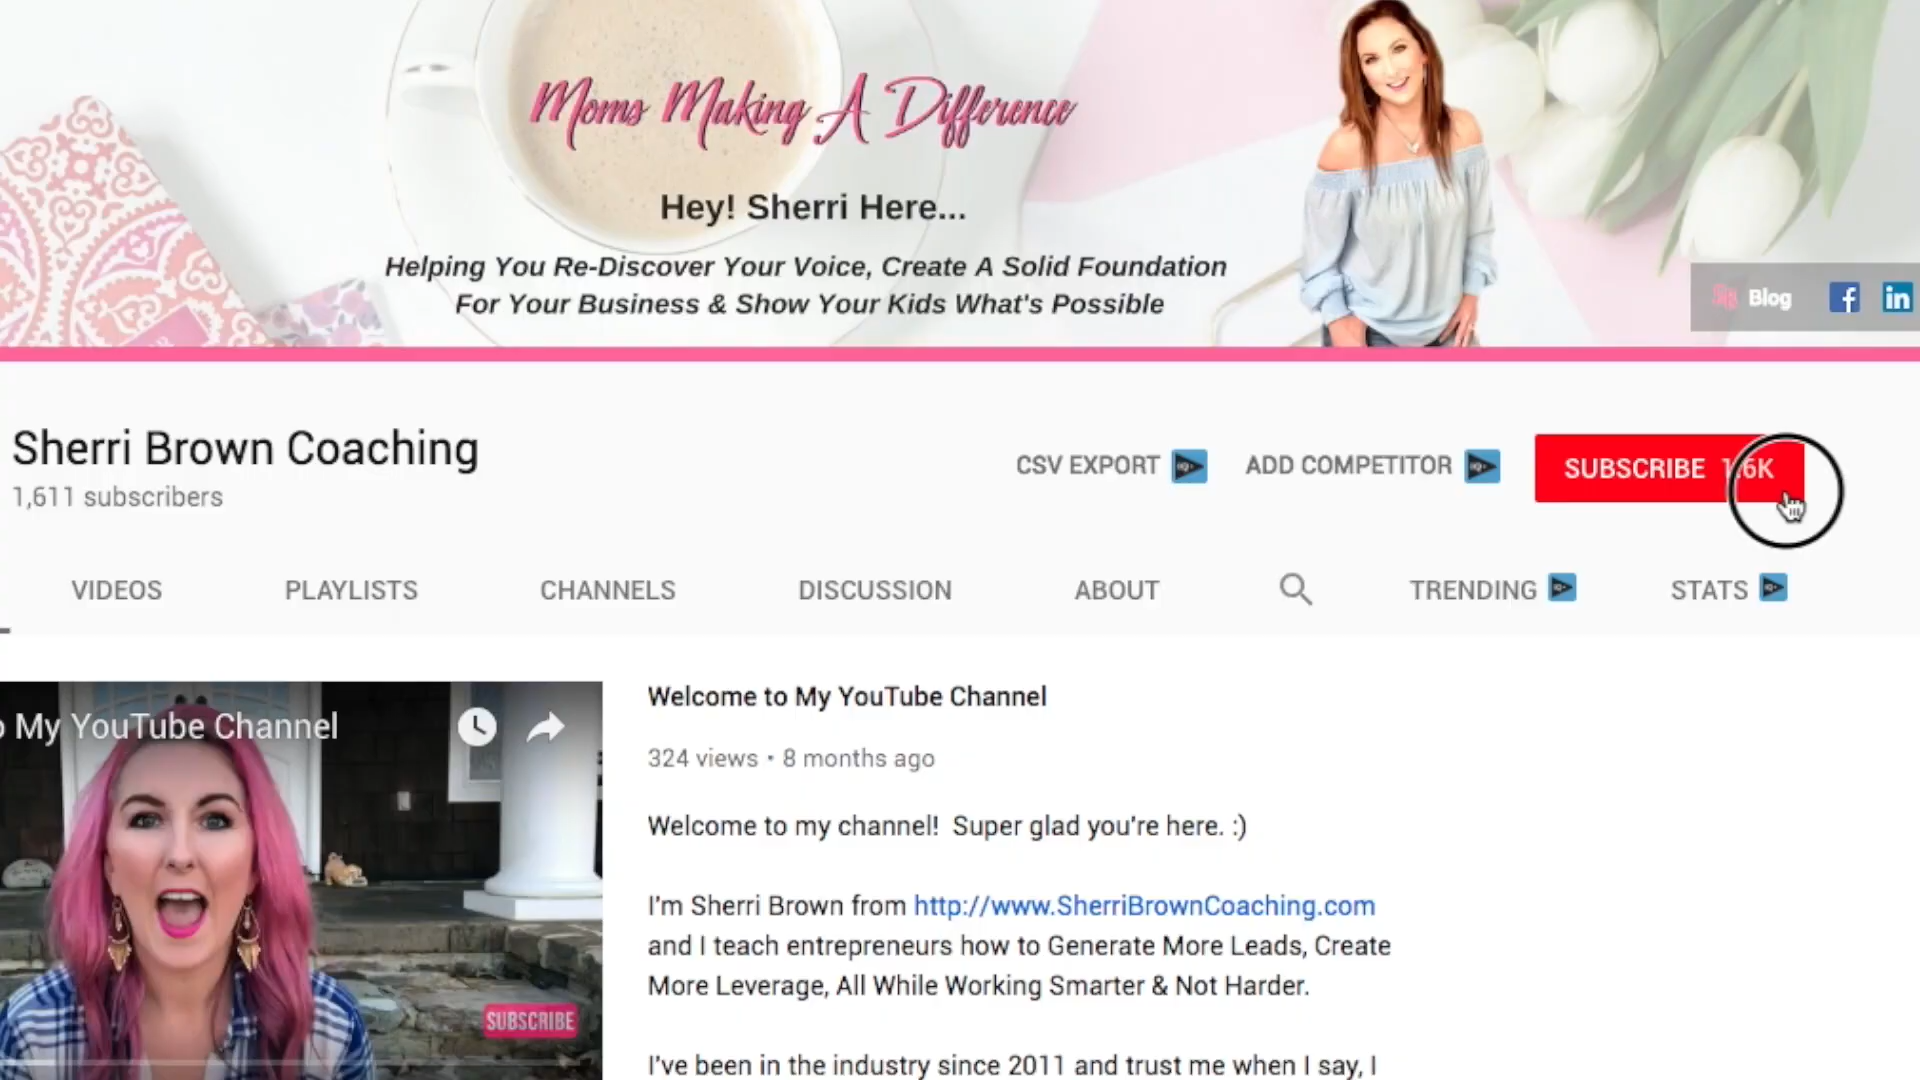 Moms Making A Difference
Hey! Sherri Here...
Helping You Re-Discover Your Voice, Create A Solid Foundation
For Your Business & Show Your Kids What's Possible
Blog
Sherri Brown Coaching
1,611 subscribers
CSV EXPORT
ADD COMPETITOR
SUBSCRIBE 1.6K
VIDEOS PLAYLISTS CHANNELS DISCUSSION ABOUT TRENDING STATS
My YouTube Channel
SUBSCRIBE
Welcome to My YouTube Channel
324 views • 8 months ago
Welcome to my chann! Super glad you're here. :)
I'm Sherri Brown from http://www.SherriBrownCoaching.com
and I teach entrepreneurs how to Generate More Leads, Create
More Leverage, All While Working Smarter & Not Harder.
I've been in the industry since 2011 and trust me when I say, I